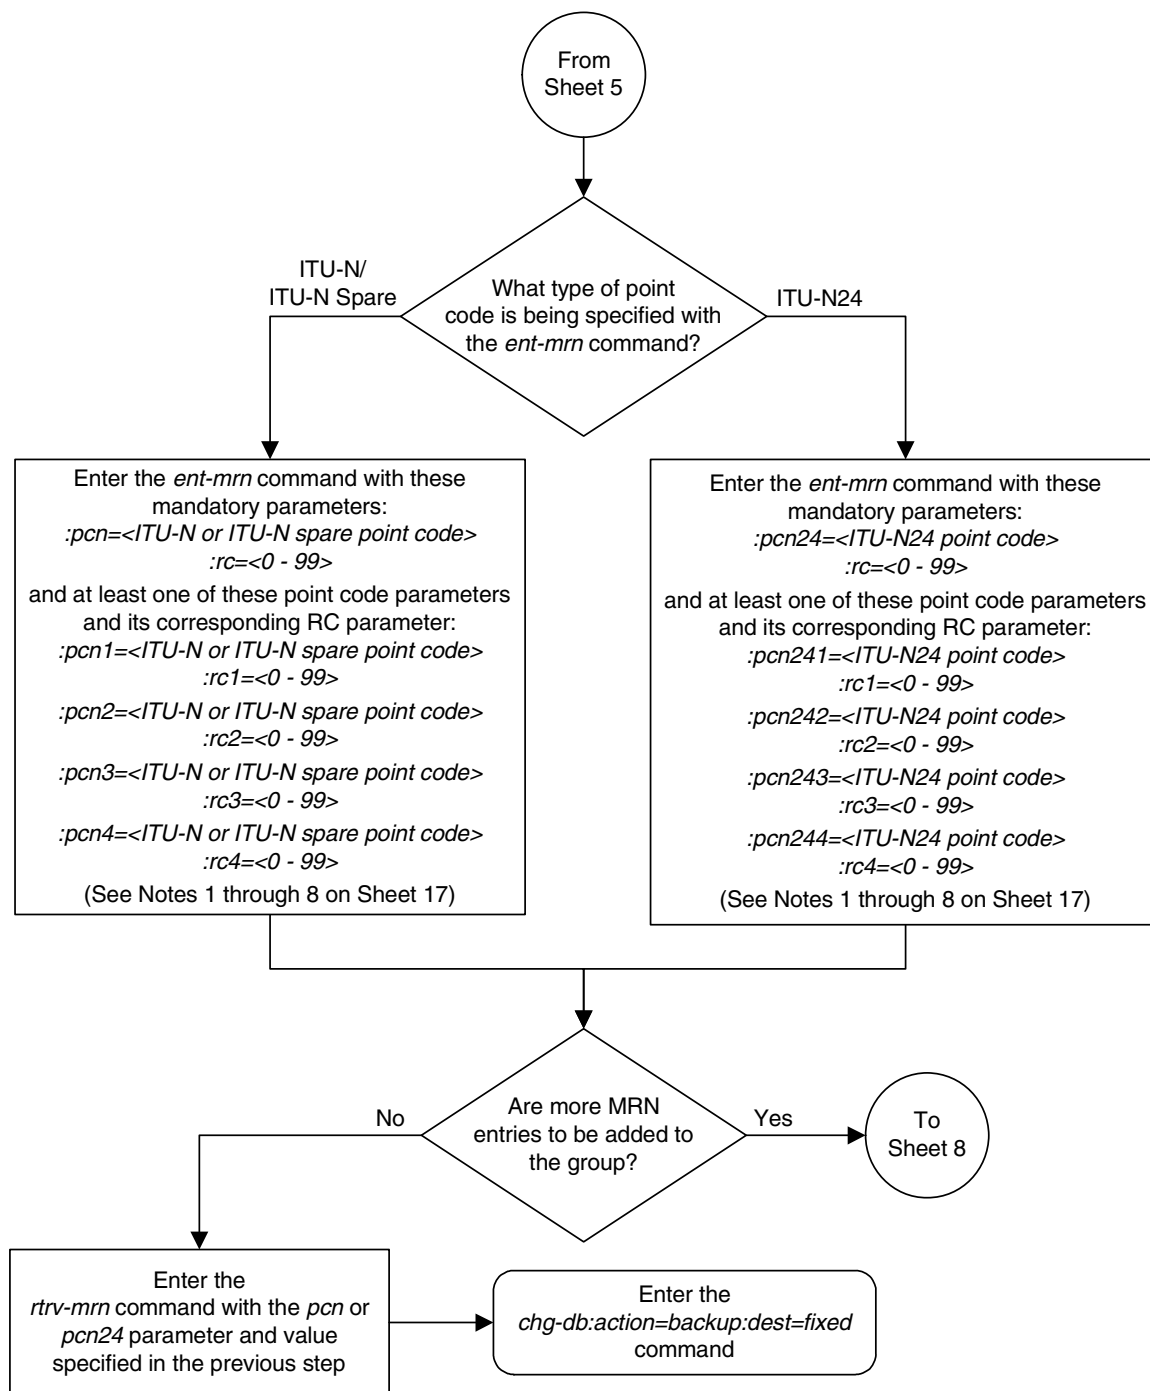 From
Sheet 5
ITU-N/
ITU-N Spare
What type of point
code is being specified with
the ent-mrn command?
ITU-N24
Enter the ent-mrn command with these
mandatory parameters:
:pcn=<ITU-N or ITU-N spare point code>
:rc=<0 - 99>
and at least one of these point code parameters
and its corresponding RC parameter:
:pcn1=<ITU-N or ITU-N spare point code>
:rc1=<0 - 99>
:pcn2=<ITU-N or ITU-N spare point code>
:rc2=<0 - 99>
:pcn3=<ITU-N or ITU-N spare point code>
:rc3=<0 - 99>
:pcn4=<ITU-N or ITU-N spare point code>
:rc4=<0 - 99>
(See Notes 1 through 8 on Sheet 17)
Enter the ent-mrn command with these
mandatory parameters:
:pcn24=<ITU-N24 point code>
:rc=<0 - 99>
and at least one of these point code parameters
and its corresponding RC parameter:
:pcn241=<ITU-N24 point code>
:rc1=<0 - 99>
:pcn242=<ITU-N24 point code>
:rc2=<0 - 99>
:pcn243=<ITU-N24 point code>
:rc3=<0 - 99>
:pcn244=<ITU-N24 point code>
:rc4=<0 - 99>
(See Notes 1 through 8 on Sheet 17)
No
Are more MRN
entries to be added to
the group?
Yes
To
Sheet 8
Enter the
rtrv-mrn command with the pcn or
pcn24 parameter and value
specified in the previous step
Enter the
chg-db:action=backup:dest=fixed
command